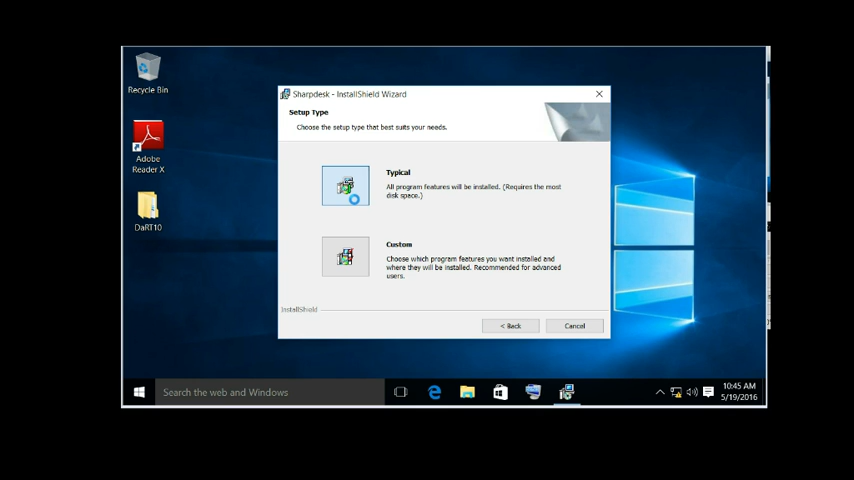 Recycle Bin
Adobe
Reader X
DaRT10
Sharpdesk - InstallShield Wizard
Setup Type
Choose the setup type that best suits your needs.
Typical
All program features will be installed. (Requires the most
disk space.)
Custom
Choose which program features you want installed and
where they will be installed. Recommended for advanced
users.
InstallShield
< Back
Cancel
Search the web and Windows
10:45 AM
5/19/2016